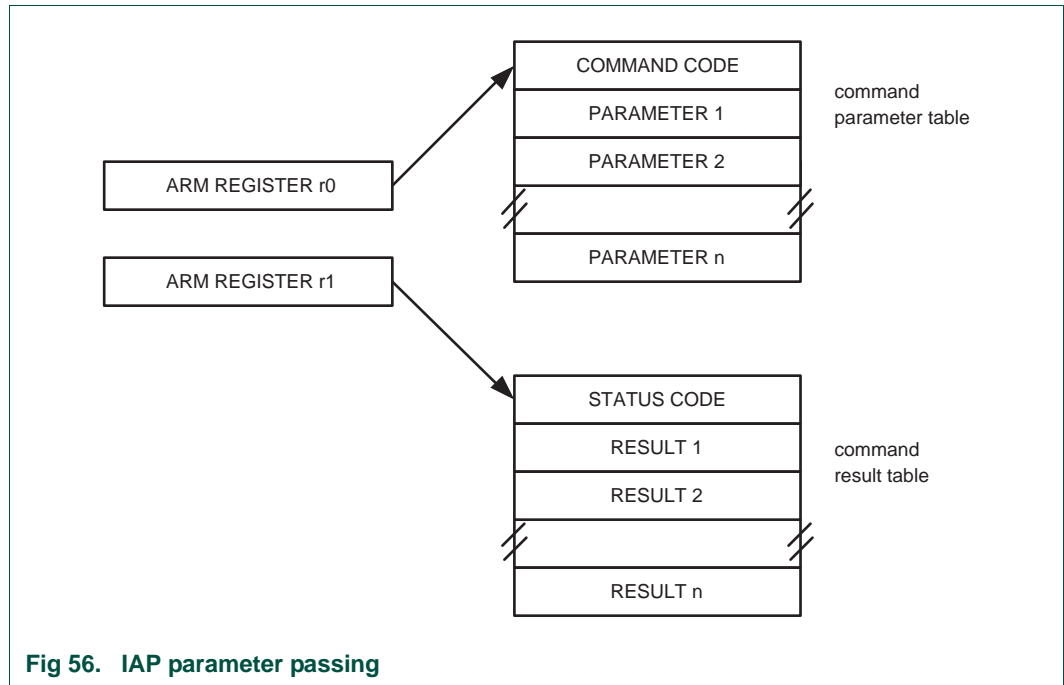 COMMAND CODE
PARAMETER 1
PARAMETER 2
PARAMETER n
command
parameter table
ARM REGISTER r0
ARM REGISTER r1
STATUS CODE
RESULT 1
RESULT 2
RESULT n
command
result table
Fig 56. IAP parameter passing